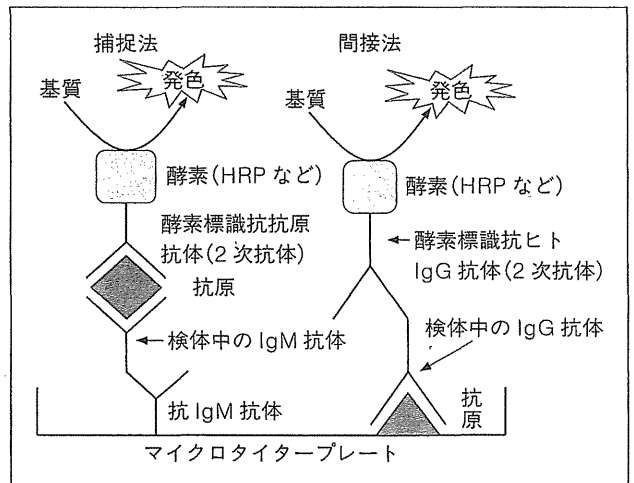 捕捉法
発色
基質
酵素(HRP など)
酵素標識抗抗原
抗体(2 次抗体)
抗原
検体中の IgM 抗体
抗 IgM 抗体
間接法
発色
基質
酵素(HRP など)
酵素標識抗ヒト
IgG 抗体(2 次抗体)
検体中の IgG 抗体
抗
原
マイクロタイタープレート